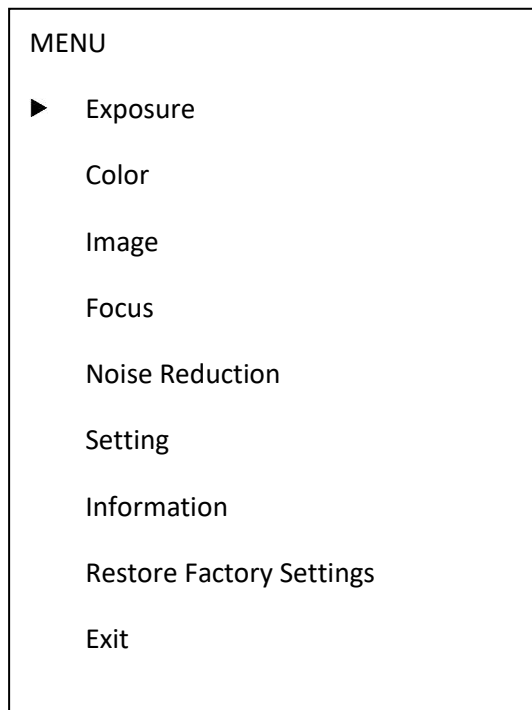 MENU
▶ Exposure
Color
Image
Focus
Noise Reduction
Setting
Information
Restore Factory Settings
Exit